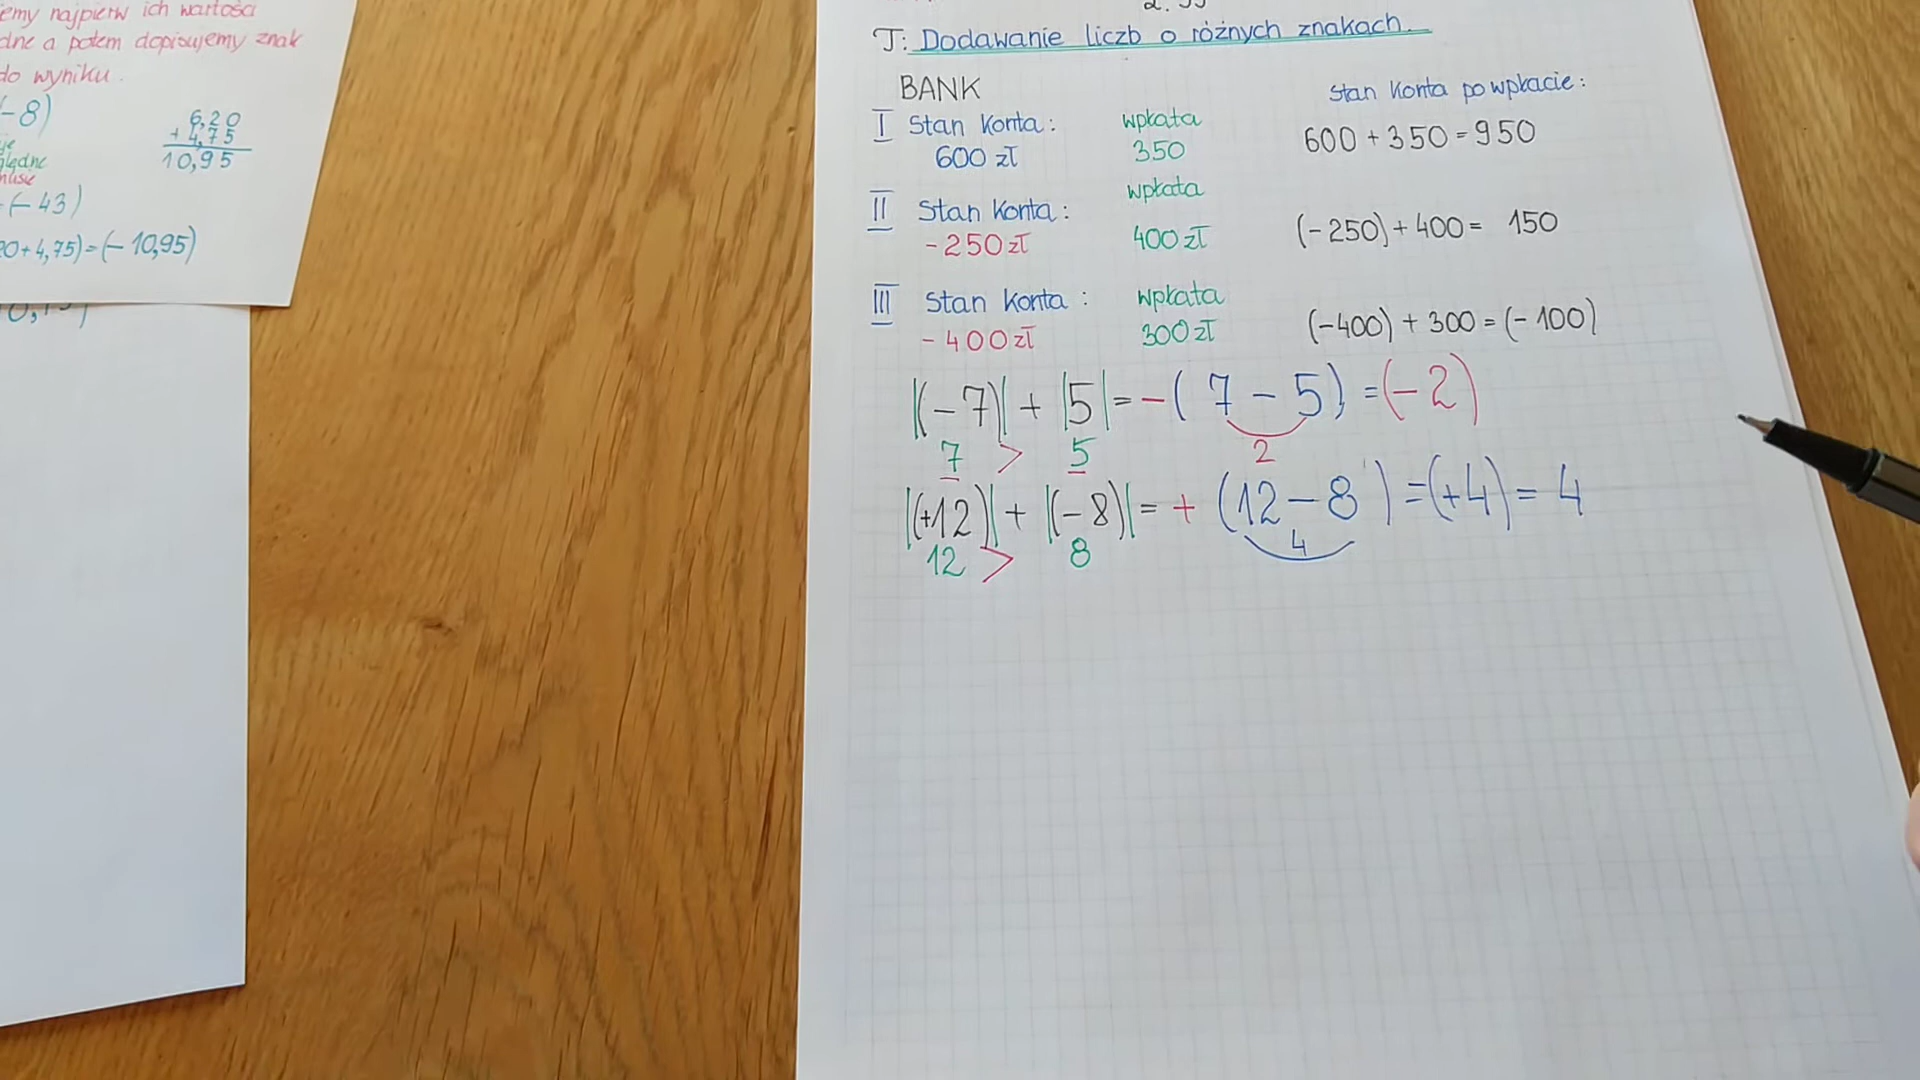 emy najpierw ich wartości
dne a potem dopisujemy znak
do wyniku.
-8)
6,20
+ 4,75
10,95
(-43)
20+4,75)=(-10,95)
T: Dodawanie liczb o różnych znakach.
BANK
Stan konta po wpłacie:
I Stan konta: wpłata
600 zł 350 600 + 350 = 950
II Stan konta: wpłata
-250 zł 400 zł (-250) + 400 = 150
III Stan konta: wpłata
-400 zł 300 zł (-400) + 300 = (-100)
|(-7)| + |5| = -(7 - 5) = (-2)
7 > 5 2
|(+12)| + |(-8)| = + (12 - 8) = (+4) = 4
12 > 8 4